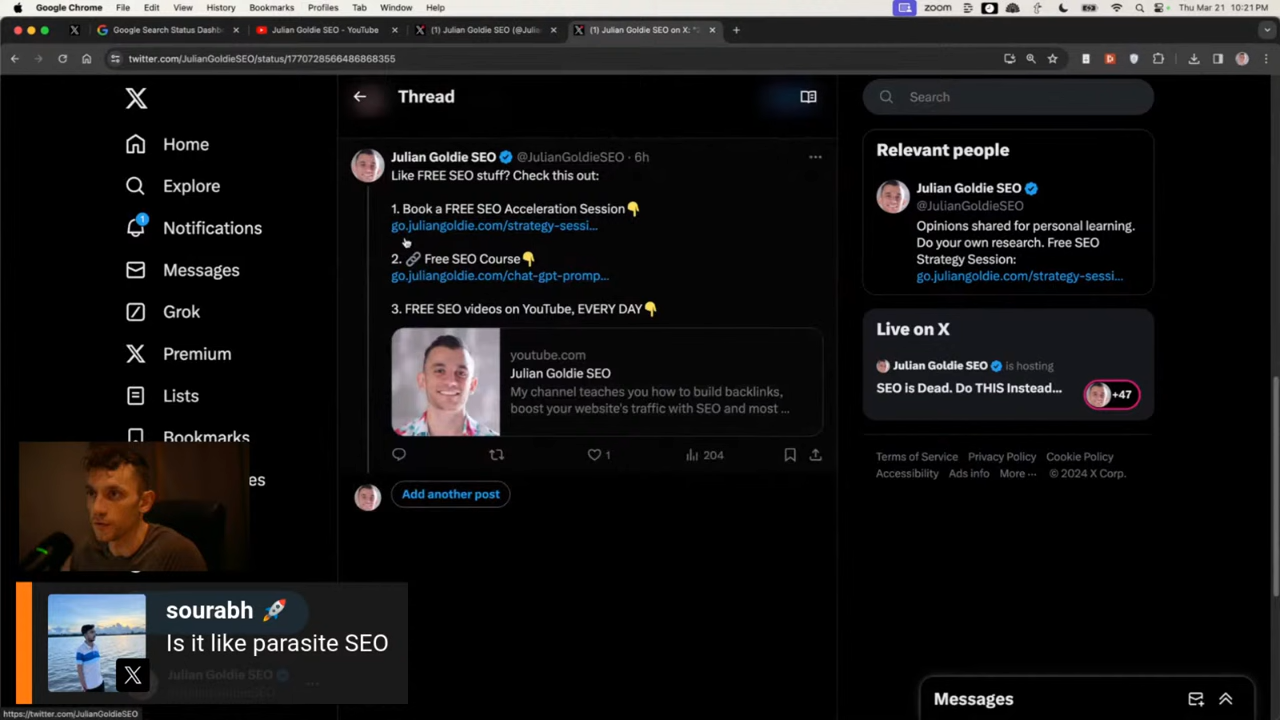 Google Chrome File Edit View History Bookmarks Profiles Tab Window Help
zoom
Thu Mar 21 10:21 PM
Google Search Status Dashb
Julian Goldie SEO - YouTube
(1) Julian Goldie SEO (@Julia
(1) Julian Goldie SEO on X: "
twitter.com/JulianGoldieSEO/status/1770728566486868355
Home
Explore
1
Notifications
Messages
Grok
Premium
Lists
Bookmarks
es
Thread
Julian Goldie SEO @JulianGoldieSEO · 6h
Like FREE SEO stuff? Check this out:
1. Book a FREE SEO Acceleration Session👇
go.juliangoldie.com/strategy-sessi...
2. 🔗 Free SEO Course👇
go.juliangoldie.com/chat-gpt-promp...
3. FREE SEO videos on YouTube, EVERY DAY👇
youtube.com
Julian Goldie SEO
My channel teaches you how to build backlinks,
boost your website's traffic with SEO and most ...
1
204
Add another post
Search
Relevant people
Julian Goldie SEO
@JulianGoldieSEO
Opinions shared for personal learning.
Do your own research. Free SEO
Strategy Session:
go.juliangoldie.com/strategy-sessi...
Live on X
Julian Goldie SEO is hosting
SEO is Dead. Do THIS Instead...
+47
Terms of Service Privacy Policy Cookie Policy
Accessibility Ads info More ··· © 2024 X Corp.
sourabh 🚀
Is it like parasite SEO
Julian Goldie SEO
Messages
https://twitter.com/JulianGoldieSEO